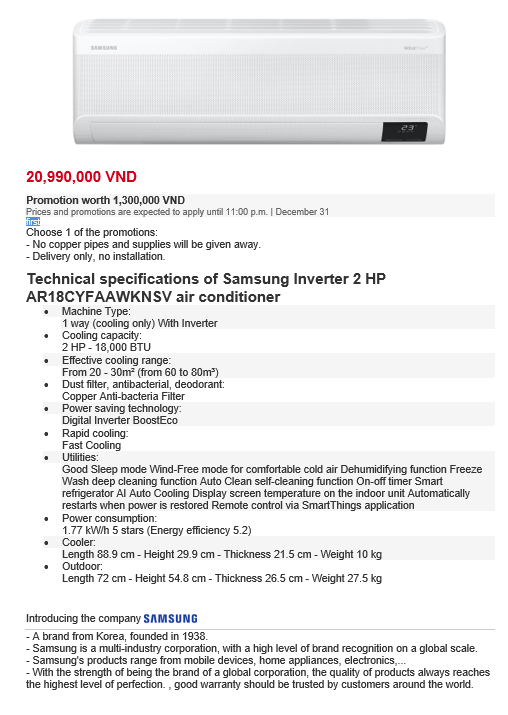 SAMSUNG
23
20,990,000 VND
Promotion worth 1,300,000 VND
Prices and promotions are expected to apply until 11:00 p.m. | December 31
first
Choose 1 of the promotions:
- No copper pipes and supplies will be given away.
- Delivery only, no installation.
Technical specifications of Samsung Inverter 2 HP
AR18CYFAAWKNSV air conditioner
• Machine Type:
1 way (cooling only) With Inverter
• Cooling capacity:
2 HP - 18,000 BTU
• Effective cooling range:
From 20 - 30m² (from 60 to 80m³)
• Dust filter, antibacterial, deodorant:
Copper Anti-bacteria Filter
• Power saving technology:
Digital Inverter BoostEco
• Rapid cooling:
Fast Cooling
• Utilities:
Good Sleep mode Wind-Free mode for comfortable cold air Dehumidifying function Freeze
Wash deep cleaning function Auto Clean self-cleaning function On-off timer Smart
refrigerator AI Auto Cooling Display screen temperature on the indoor unit Automatically
restarts when power is restored Remote control via SmartThings application
• Power consumption:
1.77 kW/h 5 stars (Energy efficiency 5.2)
• Cooler:
Length 88.9 cm - Height 29.9 cm - Thickness 21.5 cm - Weight 10 kg
• Outdoor:
Length 72 cm - Height 54.8 cm - Thickness 26.5 cm - Weight 27.5 kg
Introducing the company SAMSUNG
- A brand from Korea, founded in 1938.
- Samsung is a multi-industry corporation, with a high level of brand recognition on a global scale.
- Samsung's products range from mobile devices, home appliances, electronics,...
- With the strength of being the brand of a global corporation, the quality of products always reaches
the highest level of perfection. , good warranty should be trusted by customers around the world.